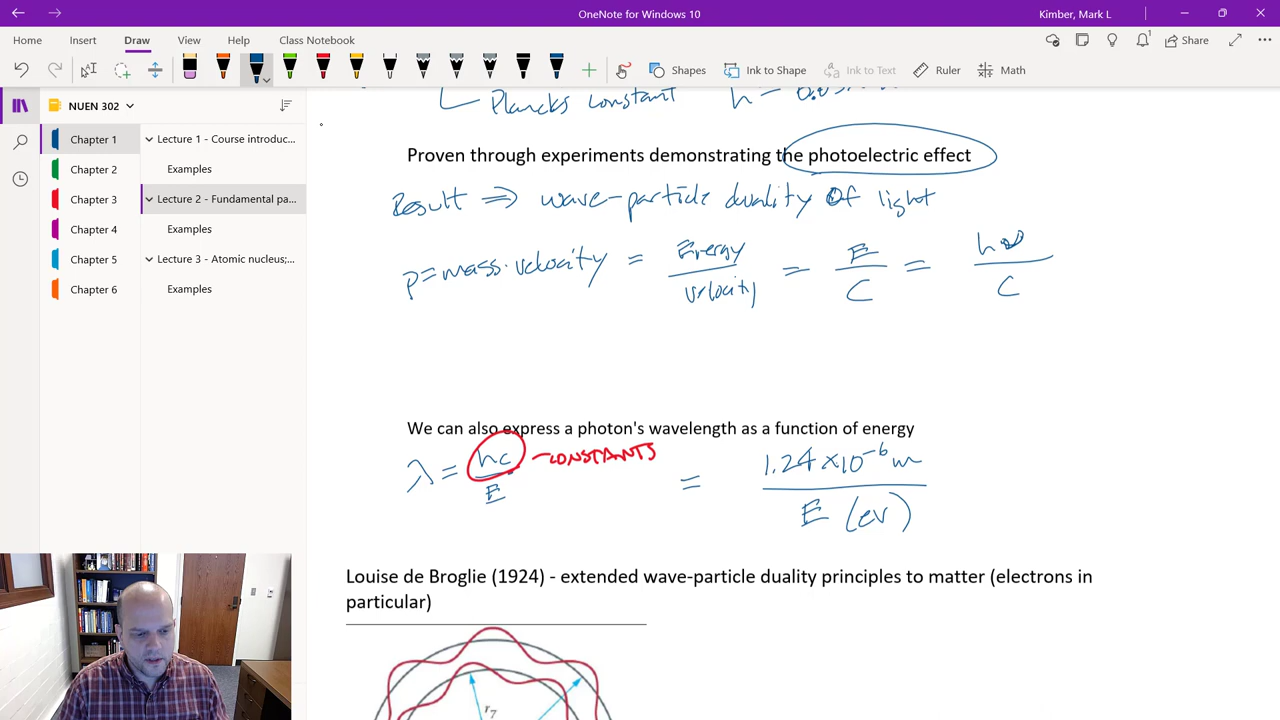 OneNote for Windows 10
Kimber, Mark L
Home Insert Draw View Help Class Notebook
Shapes Ink to Shape Ink to Text Ruler Math Share
NUEN 302
Chapter 1
Chapter 2
Chapter 3
Chapter 4
Chapter 5
Chapter 6
Lecture 1 - Course introduc...
Examples
Lecture 2 - Fundamental pa...
Examples
Lecture 3 - Atomic nucleus;...
Examples
Plancks constant h =
Proven through experiments demonstrating the photoelectric effect
Result ⇒ wave-particle duality of light
p = mass · velocity = Energy / velocity = E / C = hν / C
We can also express a photon's wavelength as a function of energy
λ = hc / E - CONSTANTS = 1.24 × 10⁻⁶ m / E (eV)
Louise de Broglie (1924) - extended wave-particle duality principles to matter (electrons in
particular)
r₇